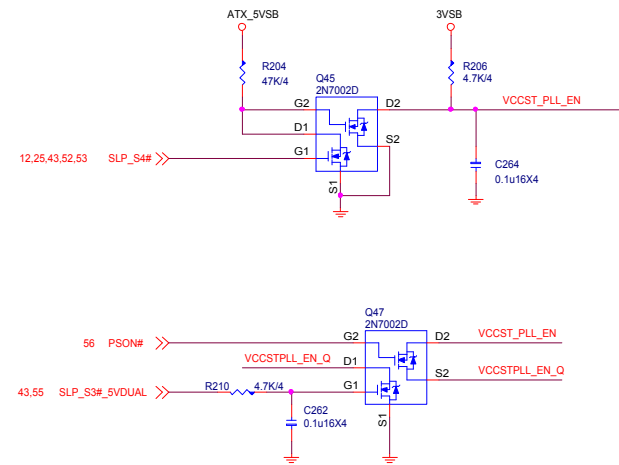 ATX_5VSB 3VSB
R204
47K/4
R206
4.7K/4
Q45
2N7002D
G2 D2 VCCST_PLL_EN
D1
S2
12,25,43,52,53 SLP_S4# G1
S1
C264
0.1u16X4
Q47
2N7002D
56 PSON# G2 D2 VCCST_PLL_EN
VCCSTPLL_EN_Q D1
S2 VCCSTPLL_EN_Q
43,55 SLP_S3#_5VDUAL R210 4.7K/4 G1
C262
0.1u16X4
S1